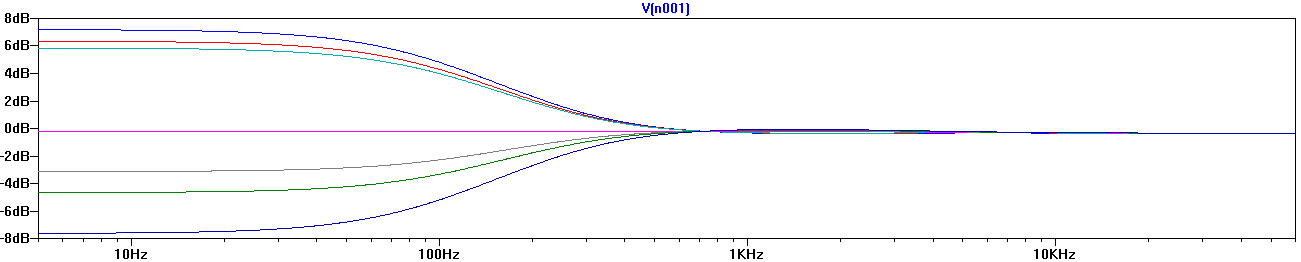 V(n001)
8dB
6dB
4dB
2dB
0dB
-2dB
-4dB
-6dB
-8dB
10Hz 100Hz 1KHz 10KHz